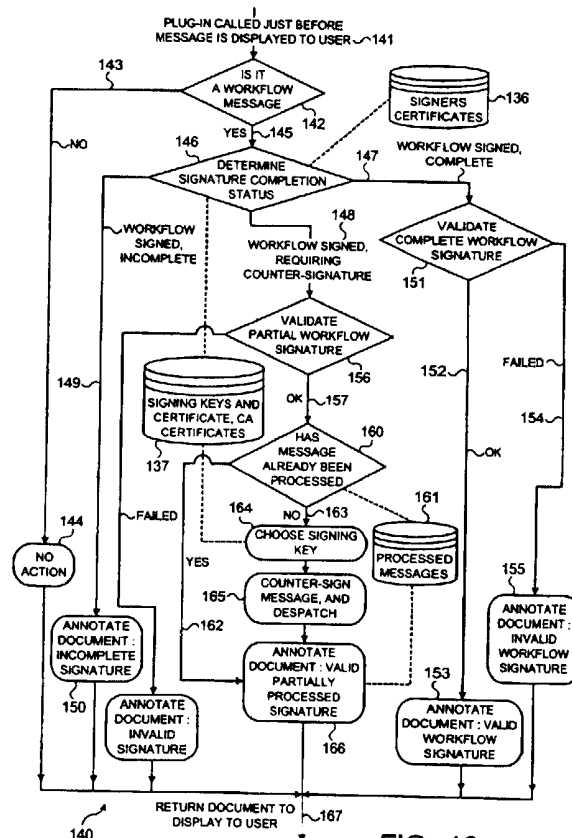 PLUG-IN CALLED JUST BEFORE
MESSAGE IS DISPLAYED TO USER 141
143
IS IT
A WORKFLOW
MESSAGE
142
SIGNERS
CERTIFICATES
136
NO
YES
145
146
DETERMINE
SIGNATURE COMPLETION
STATUS
147
WORKFLOW SIGNED,
COMPLETE
WORKFLOW
SIGNED,
INCOMPLETE
148
WORKFLOW SIGNED,
REQUIRING
COUNTER-SIGNATURE
VALIDATE
COMPLETE WORKFLOW
SIGNATURE
151
VALIDATE
PARTIAL WORKFLOW
SIGNATURE
156
152
FAILED
149
SIGNING KEYS AND
CERTIFICATE, CA
CERTIFICATES
137
OK
157
154
HAS
MESSAGE
ALREADY BEEN
PROCESSED
160
OK
FAILED
164
NO
163
161
144
NO
ACTION
CHOOSE SIGNING
KEY
YES
PROCESSED
MESSAGES
155
165
COUNTER-SIGN
MESSAGE, AND
DESPATCH
162
ANNOTATE
DOCUMENT :
INCOMPLETE
SIGNATURE
150
ANNOTATE
DOCUMENT :
INVALID
WORKFLOW
SIGNATURE
ANNOTATE
DOCUMENT : VALID
PARTIALLY
PROCESSED
SIGNATURE
166
153
ANNOTATE
DOCUMENT :
INVALID
SIGNATURE
ANNOTATE
DOCUMENT : VALID
WORKFLOW
SIGNATURE
RETURN DOCUMENT TO
DISPLAY TO USER
167
140